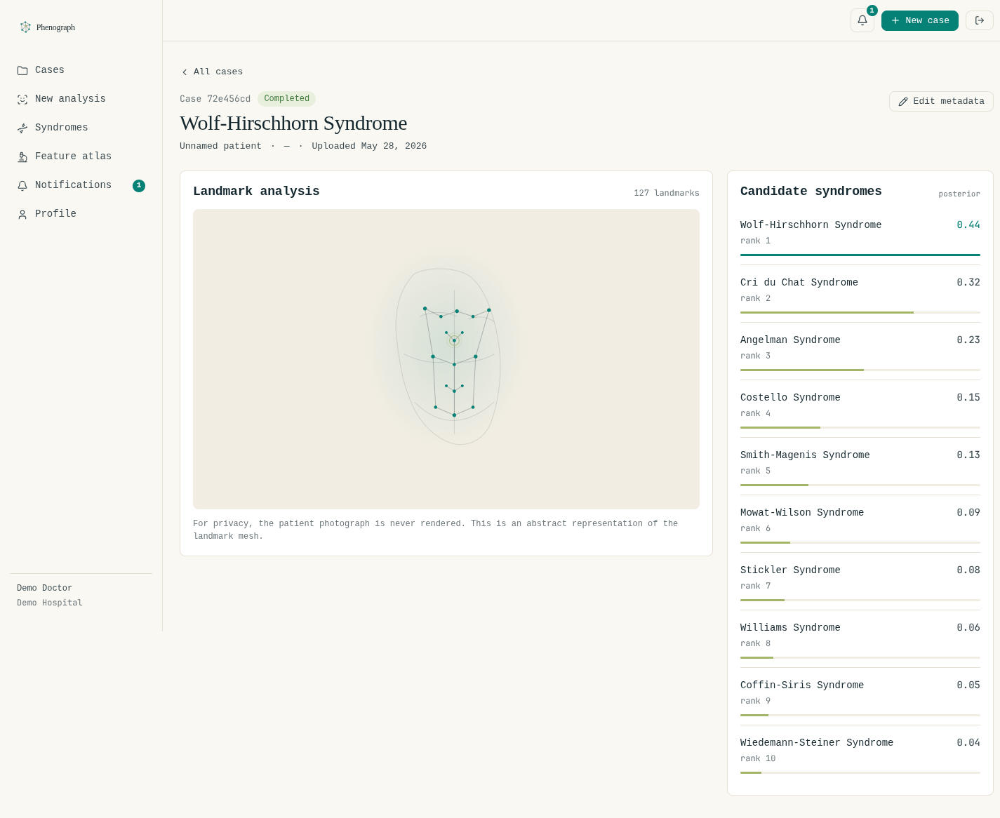 Phenograph
1
New case
Cases
New analysis
Syndromes
Feature atlas
Notifications 1
Profile
Demo Doctor
Demo Hospital
All cases
Case 72e456cd Completed
Edit metadata
Wolf-Hirschhorn Syndrome
Unnamed patient · — · Uploaded May 28, 2026
Landmark analysis 127 landmarks
For privacy, the patient photograph is never rendered. This is an abstract representation of the
landmark mesh.
Candidate syndromes posterior
Wolf-Hirschhorn Syndrome 0.44
rank 1
Cri du Chat Syndrome 0.32
rank 2
Angelman Syndrome 0.23
rank 3
Costello Syndrome 0.15
rank 4
Smith-Magenis Syndrome 0.13
rank 5
Mowat-Wilson Syndrome 0.09
rank 6
Stickler Syndrome 0.08
rank 7
Williams Syndrome 0.06
rank 8
Coffin-Siris Syndrome 0.05
rank 9
Wiedemann-Steiner Syndrome 0.04
rank 10